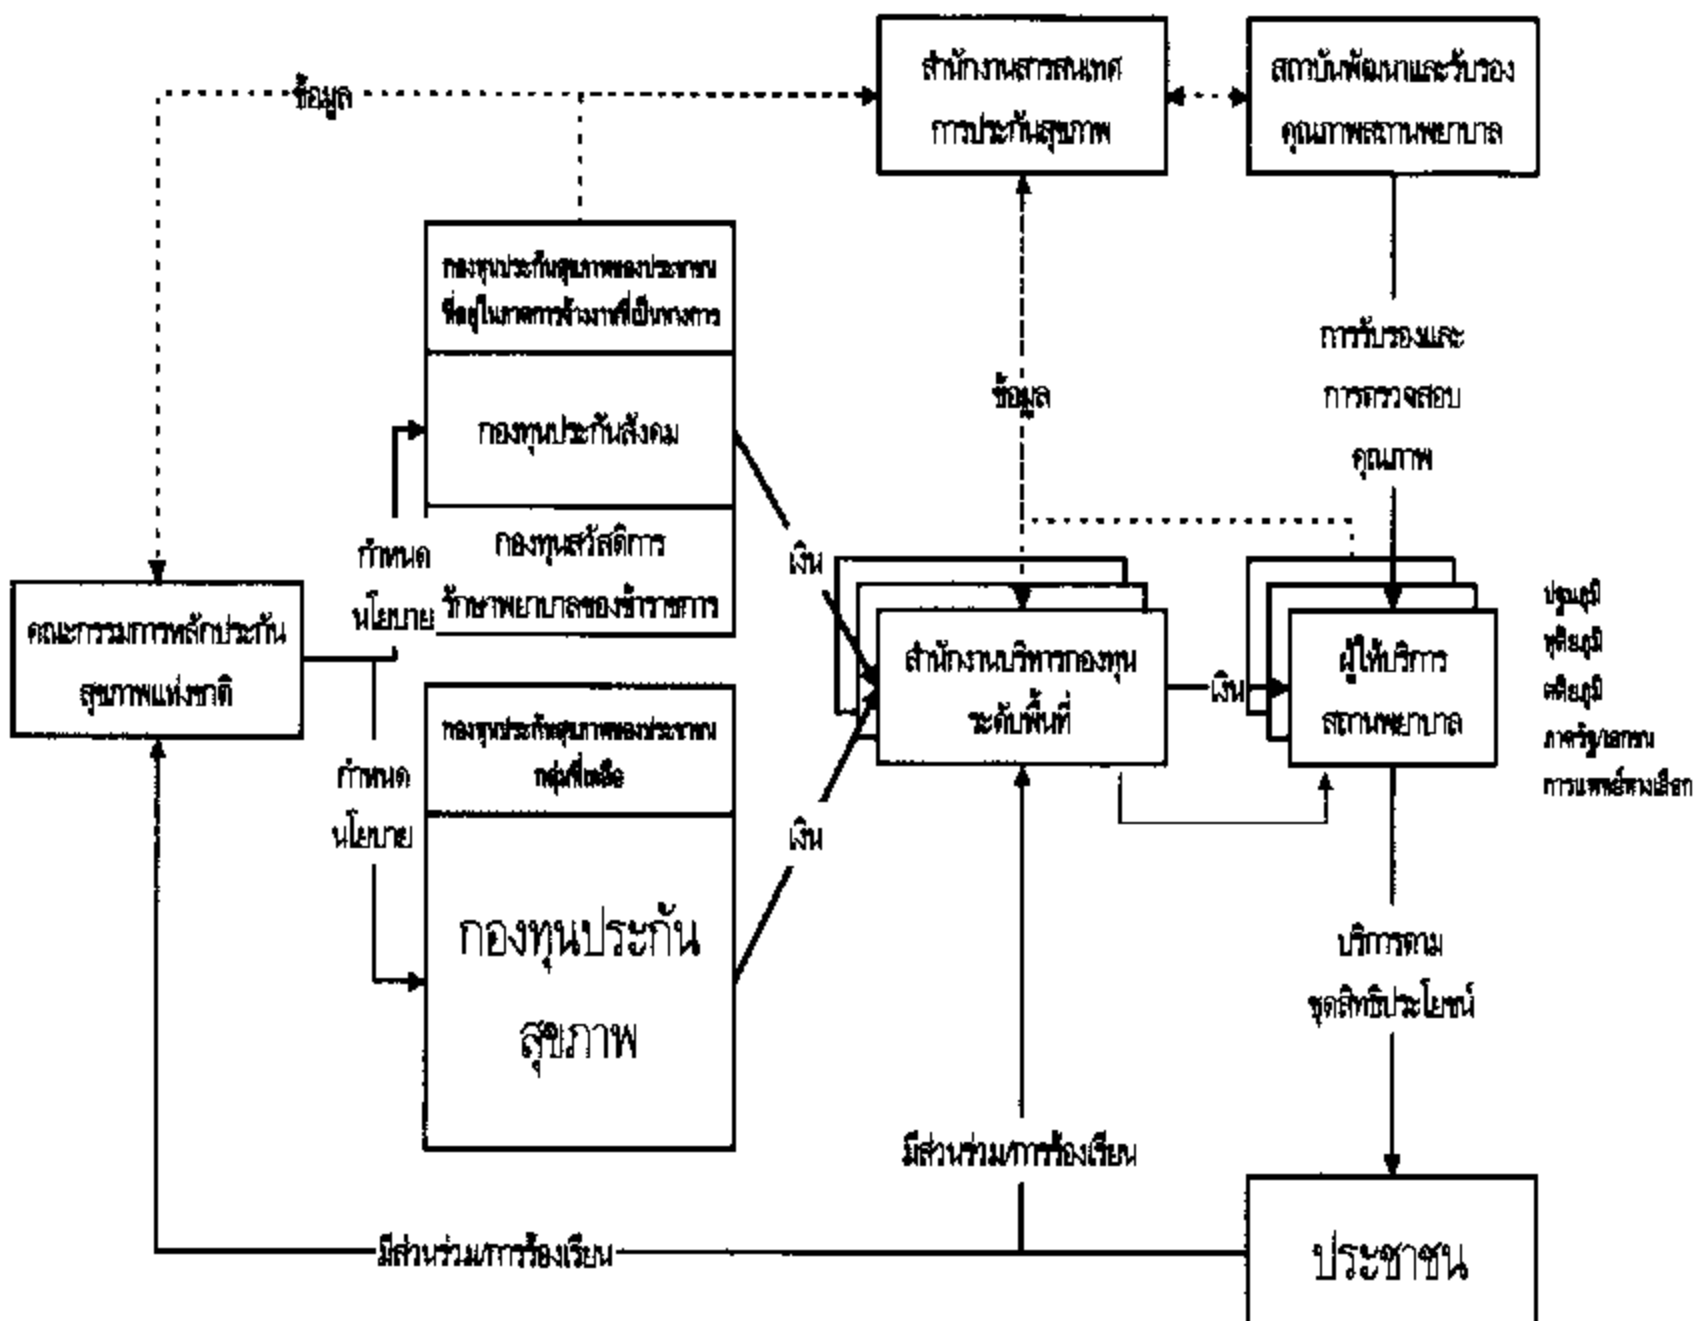 สำนักงานสารสนเทศ
การประกันสุขภาพ
สถาบันพัฒนาและรับรอง
คุณภาพสถานพยาบาล
ข้อมูล
กองทุนประกันสุขภาพของประชาชน
ที่อยู่ในภาคการจ้างงานที่เป็นทางการ
กองทุนประกันสังคม
กองทุนสวัสดิการ
รักษาพยาบาลของข้าราชการ
ข้อมูล
การรับรองและ
การตรวจสอบ
คุณภาพ
กำหนด
นโยบาย
เงิน
คณะกรรมการหลักประกัน
สุขภาพแห่งชาติ
สำนักงานบริหารกองทุน
ระดับพื้นที่
เงิน
ผู้ให้บริการ
สถานพยาบาล
ปฐมภูมิ
ทุติยภูมิ
ตติยภูมิ
ภาครัฐ/เอกชน
การแพทย์ทางเลือก
กองทุนประกันสุขภาพของประชาชน
กลุ่มที่เหลือ
กำหนด
นโยบาย
เงิน
กองทุนประกัน
สุขภาพ
บริการตาม
ชุดสิทธิประโยชน์
มีส่วนร่วม/การร้องเรียน
มีส่วนร่วม/การร้องเรียน
ประชาชน